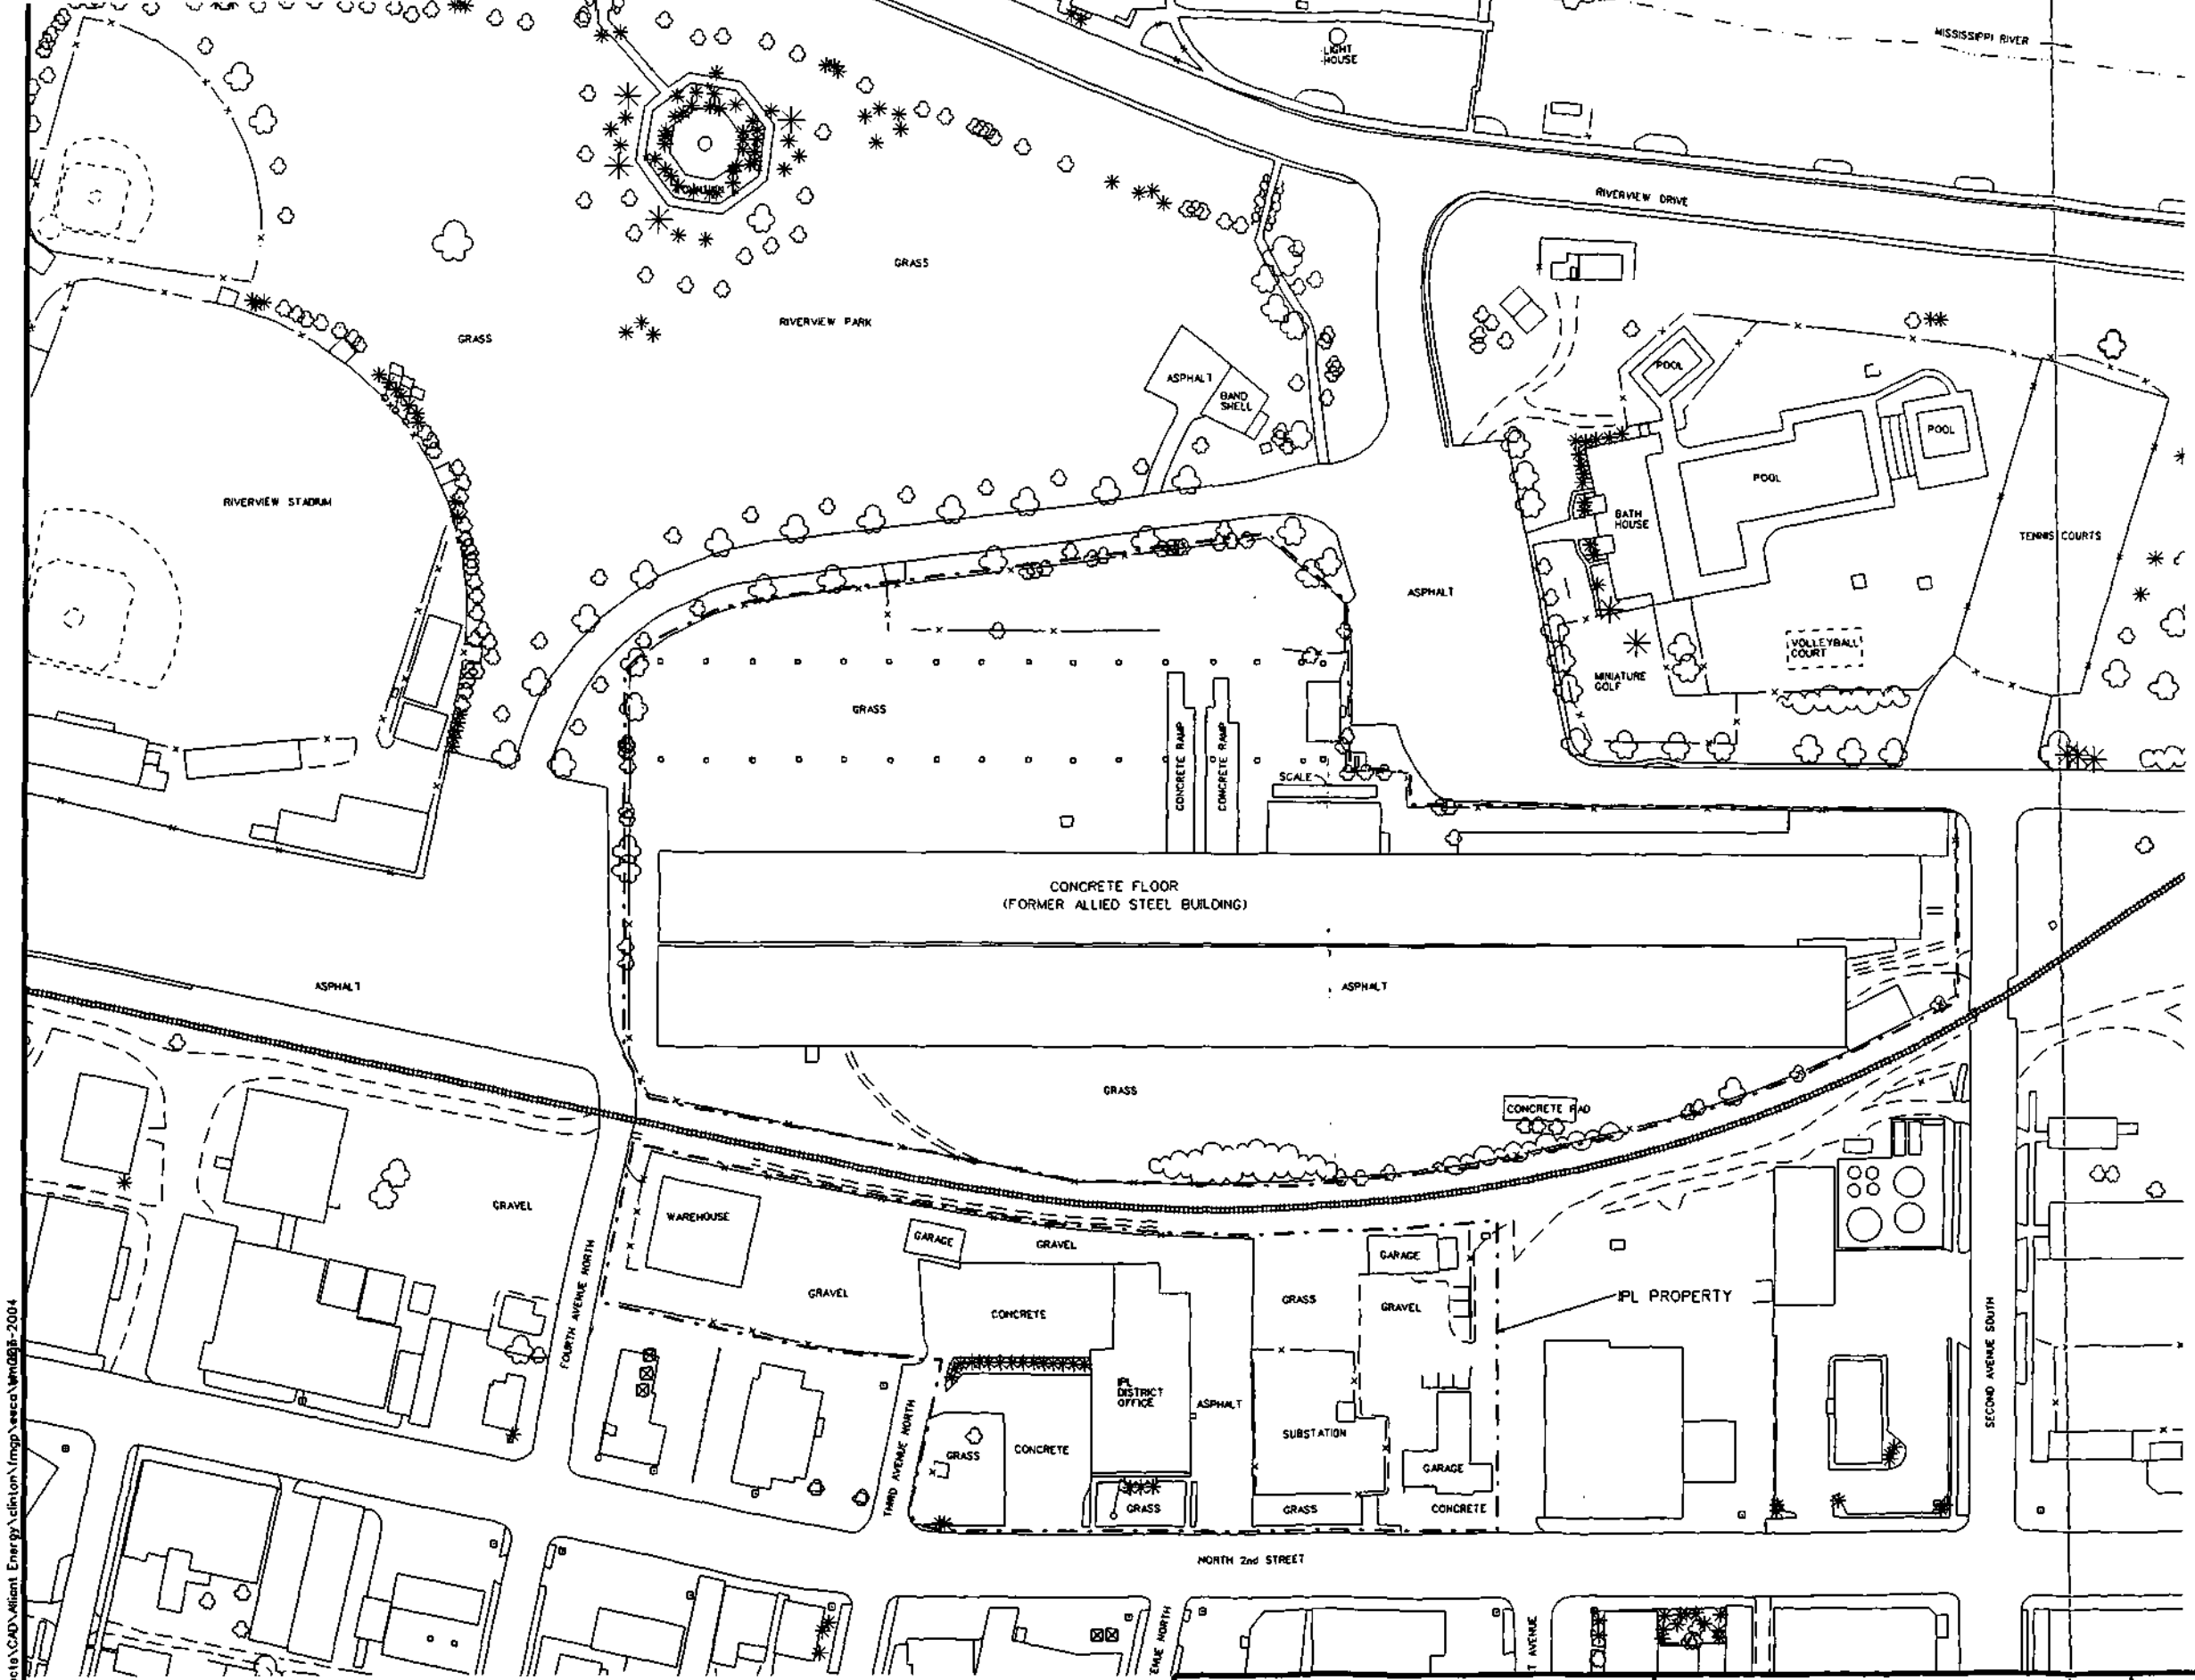 MISSISSIPPI RIVER
LIGHT
HOUSE
RIVERVIEW DRIVE
GRASS
RIVERVIEW PARK
GRASS
POOL
ASPHALT
BAND
SHELL
POOL
POOL
RIVERVIEW STADIUM
BATH
HOUSE
TENNIS COURTS
ASPHALT
VOLLEYBALL
COURT
MINIATURE
GOLF
GRASS
CONCRETE RAMP
CONCRETE RAMP
SCALE
CONCRETE FLOOR
(FORMER ALLIED STEEL BUILDING)
ASPHALT
ASPHALT
GRASS
CONCRETE PAD
GRAVEL
WAREHOUSE
GARAGE
GRAVEL
GARAGE
FOURTH AVENUE NORTH
GRAVEL
GRASS
GRAVEL
IPL PROPERTY
CONCRETE
SECOND AVENUE SOUTH
IPL
DISTRICT
OFFICE
ASPHALT
THIRD AVENUE NORTH
SUBSTATION
GRASS
CONCRETE
GARAGE
GRASS
GRASS
CONCRETE
NORTH 2nd STREET